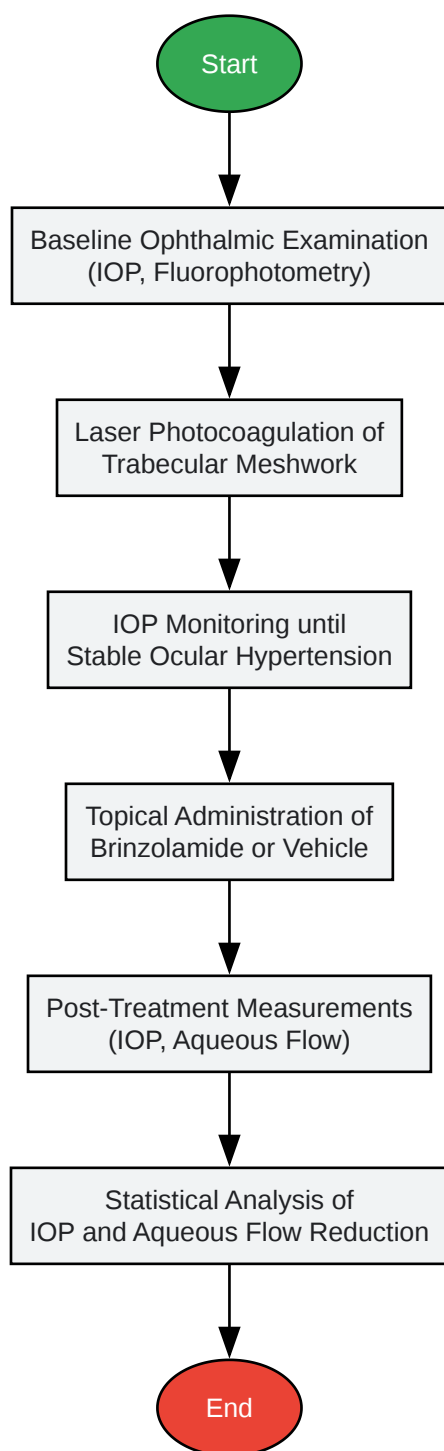 Start
Baseline Ophthalmic Examination
(IOP, Fluorophotometry)
Laser Photocoagulation of
Trabecular Meshwork
IOP Monitoring until
Stable Ocular Hypertension
Topical Administration of
Brinzolamide or Vehicle
Post-Treatment Measurements
(IOP, Aqueous Flow)
Statistical Analysis of
IOP and Aqueous Flow Reduction
End